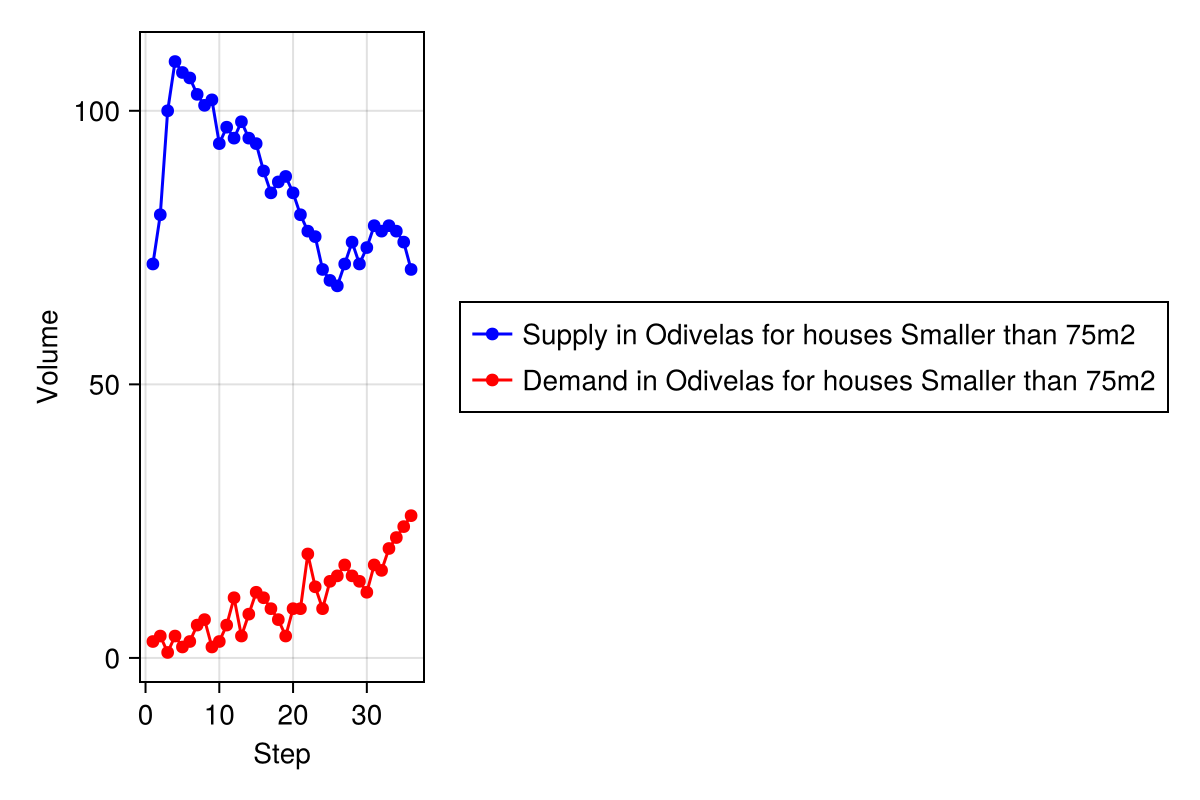 100
50
0
Volume
0 10 20 30
Step
Supply in Odivelas for houses Smaller than 75m2
Demand in Odivelas for houses Smaller than 75m2